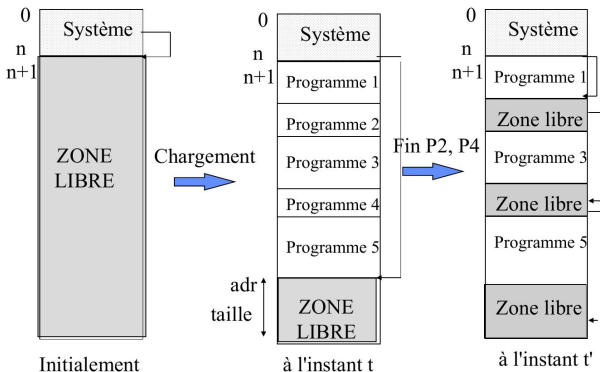 0
Système
n
n+1
ZONE
LIBRE
Initialement
Chargement
0
Système
n
n+1
Programme 1
Programme 2
Programme 3
Programme 4
Programme 5
adr
taille
ZONE
LIBRE
à l'instant t
Fin P2, P4
0
Système
n
n+1
Programme 1
Zone libre
Programme 3
Zone libre
Programme 5
Zone libre
à l'instant t'